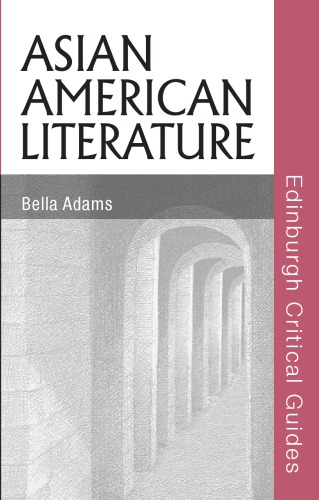 ASIAN
AMERICAN
LITERATURE
Bella Adams
Edinburgh Critical Guides